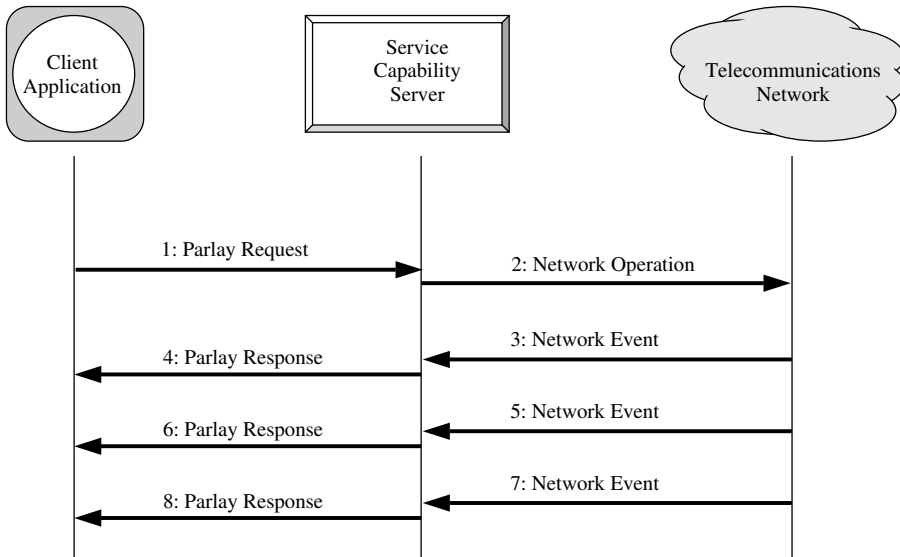 Client
Application
Service
Capability
Server
Telecommunications
Network
1: Parlay Request
2: Network Operation
3: Network Event
4: Parlay Response
5: Network Event
6: Parlay Response
7: Network Event
8: Parlay Response